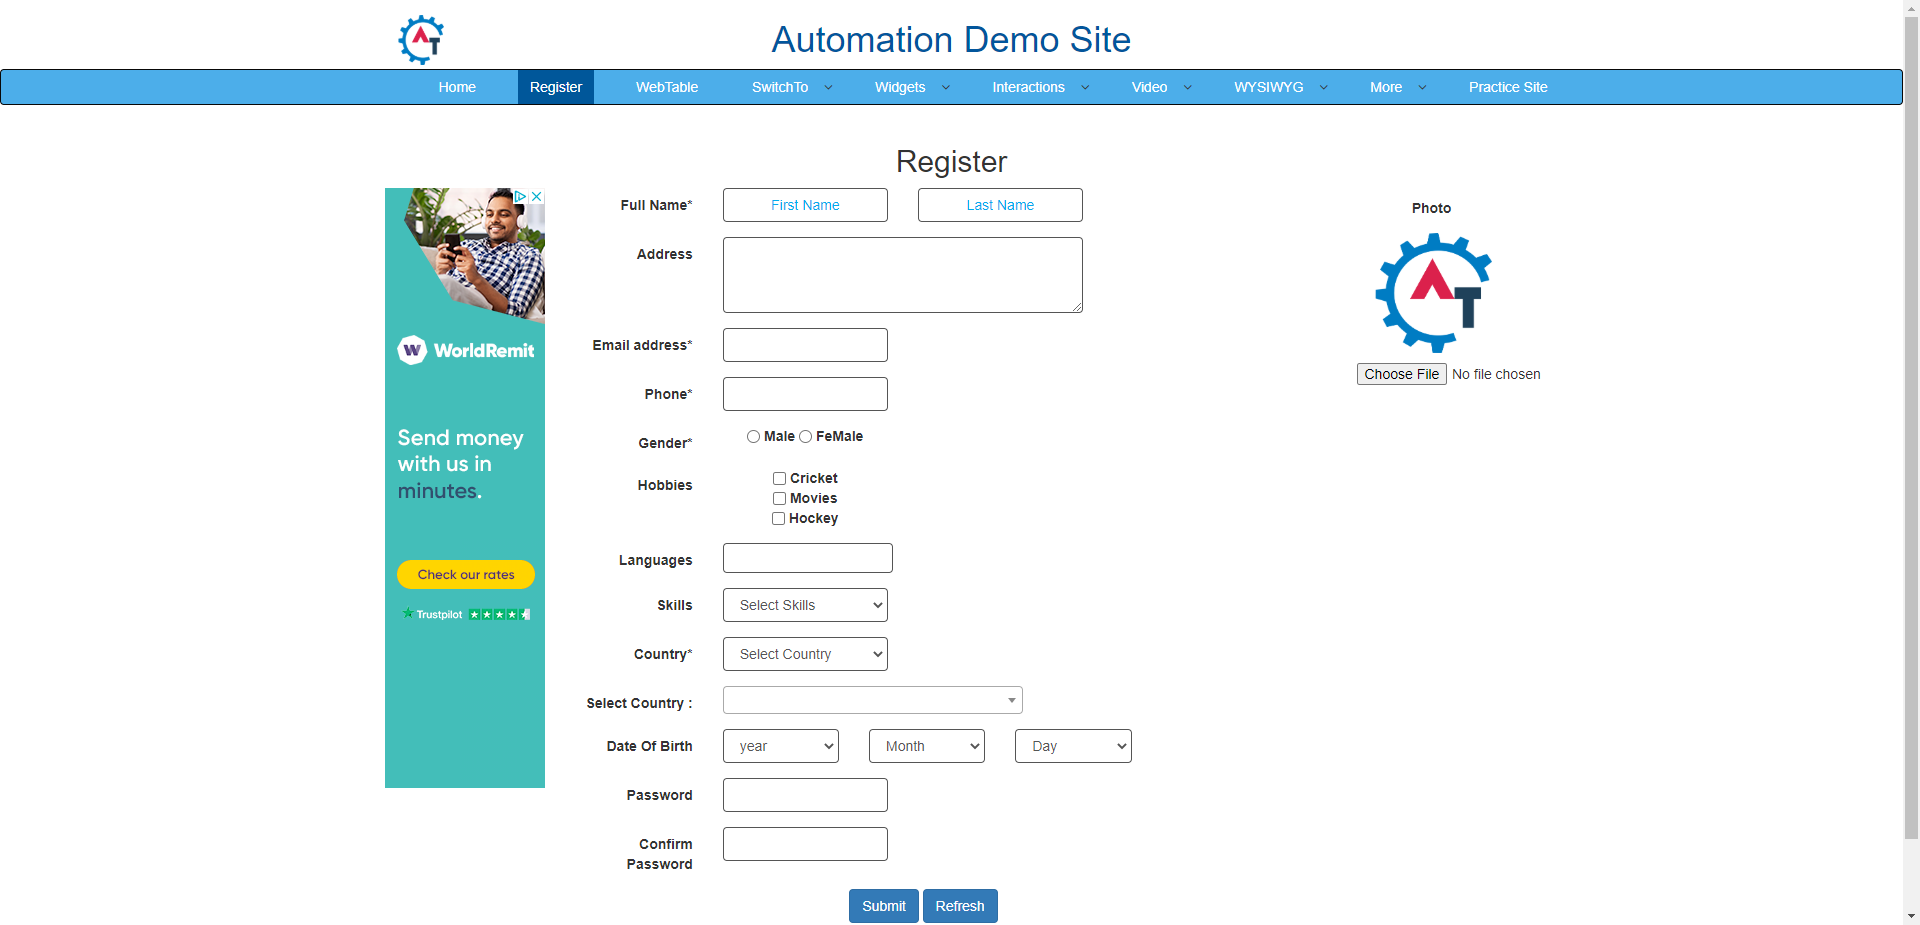 Automation Demo Site
Home Register WebTable SwitchTo Widgets Interactions Video WYSIWYG More Practice Site
Register
Full Name* First Name Last Name
Photo
Address
AT
WorldRemit
Email address*
Choose File No file chosen
Phone*
Send money
with us in
minutes.
Gender* Male FeMale
Hobbies Cricket
Movies
Hockey
Languages
Check our rates
Skills Select Skills
Trustpilot
Country* Select Country
Select Country :
Date Of Birth year Month Day
Password
Confirm
Password
Submit Refresh